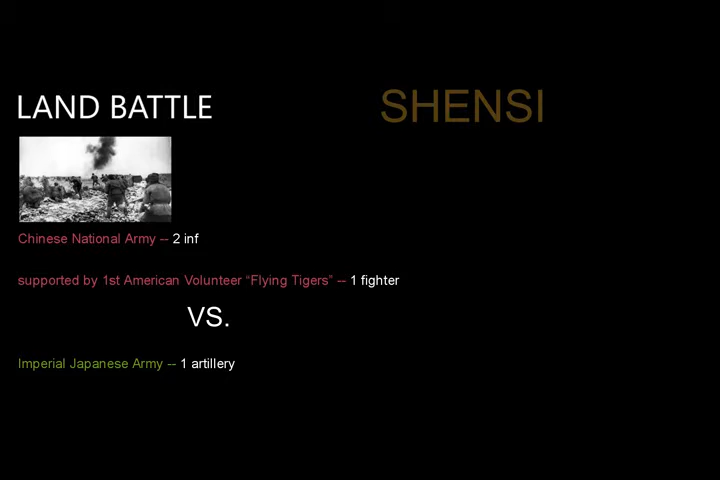 LAND BATTLE
SHENSI
Chinese National Army -- 2 inf
supported by 1st American Volunteer “Flying Tigers” -- 1 fighter
VS.
Imperial Japanese Army -- 1 artillery